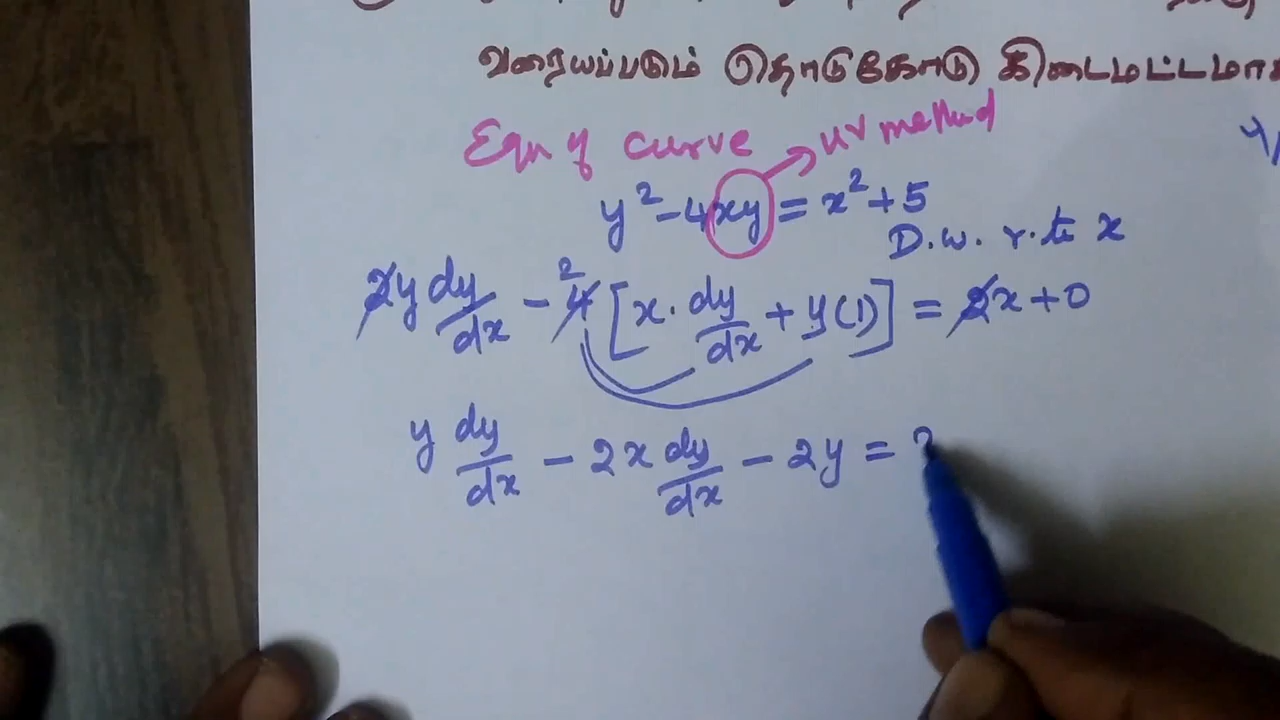 வரையப்படும் தொடுகோடு கிடைமட்டமாக
Eqn of curve → uv method
y² - 4xy = x² + 5
D. w. r. to x
2y dy/dx - 4 [x. dy/dx + y(1)] = 2x + 0
2
y dy/dx - 2x dy/dx - 2y =